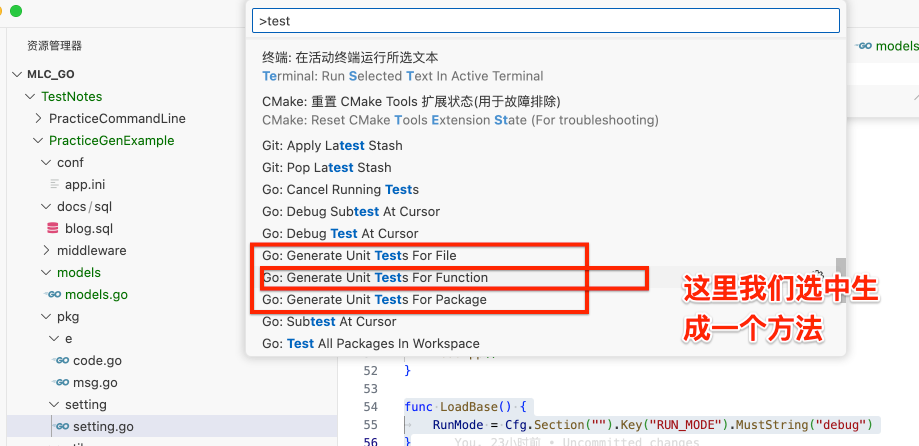 >test
资源管理器
MLC_GO
TestNotes
PracticeCommandLine
PracticeGenExample
conf
app.ini
docs/sql
blog.sql
middleware
models
models.go
pkg
e
code.go
msg.go
setting
setting.go
终端: 在活动终端运行所选文本
Terminal: Run Selected Text In Active Terminal
CMake: 重置 CMake Tools 扩展状态(用于故障排除)
CMake: Reset CMake Tools Extension State (For troubleshooting)
Git: Apply Latest Stash
Git: Pop Latest Stash
Go: Cancel Running Tests
Go: Debug Subtest At Cursor
Go: Debug Test At Cursor
Go: Generate Unit Tests For File
Go: Generate Unit Tests For Function
Go: Generate Unit Tests For Package
Go: Subtest At Cursor
Go: Test All Packages In Workspace
models
这里我们选中生
成一个方法
52 }
53
54 func LoadBase() {
55 RunMode = Cfg.Section("").Key("RUN_MODE").MustString("debug")
56 } You, 23小时前 • Uncommitted changes